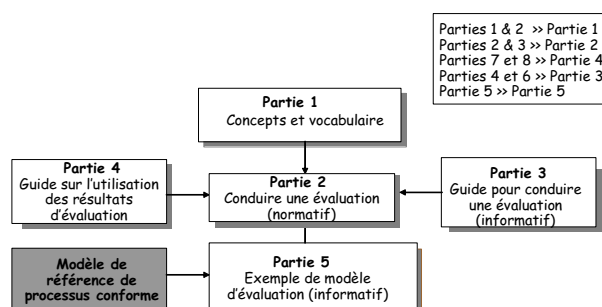 Parties 1 & 2 >> Partie 1
Parties 2 & 3 >> Partie 2
Parties 7 et 8 >> Partie 4
Parties 4 et 6 >> Partie 3
Partie 5 >> Partie 5
Partie 1
Concepts et vocabulaire
Partie 4
Guide sur l'utilisation
des résultats
d'évaluation
Partie 2
Conduire une évaluation
(normatif)
Partie 3
Guide pour conduire
une évaluation
(informatif)
Modèle de
référence de
processus conforme
Partie 5
Exemple de modèle
d'évaluation (informatif)